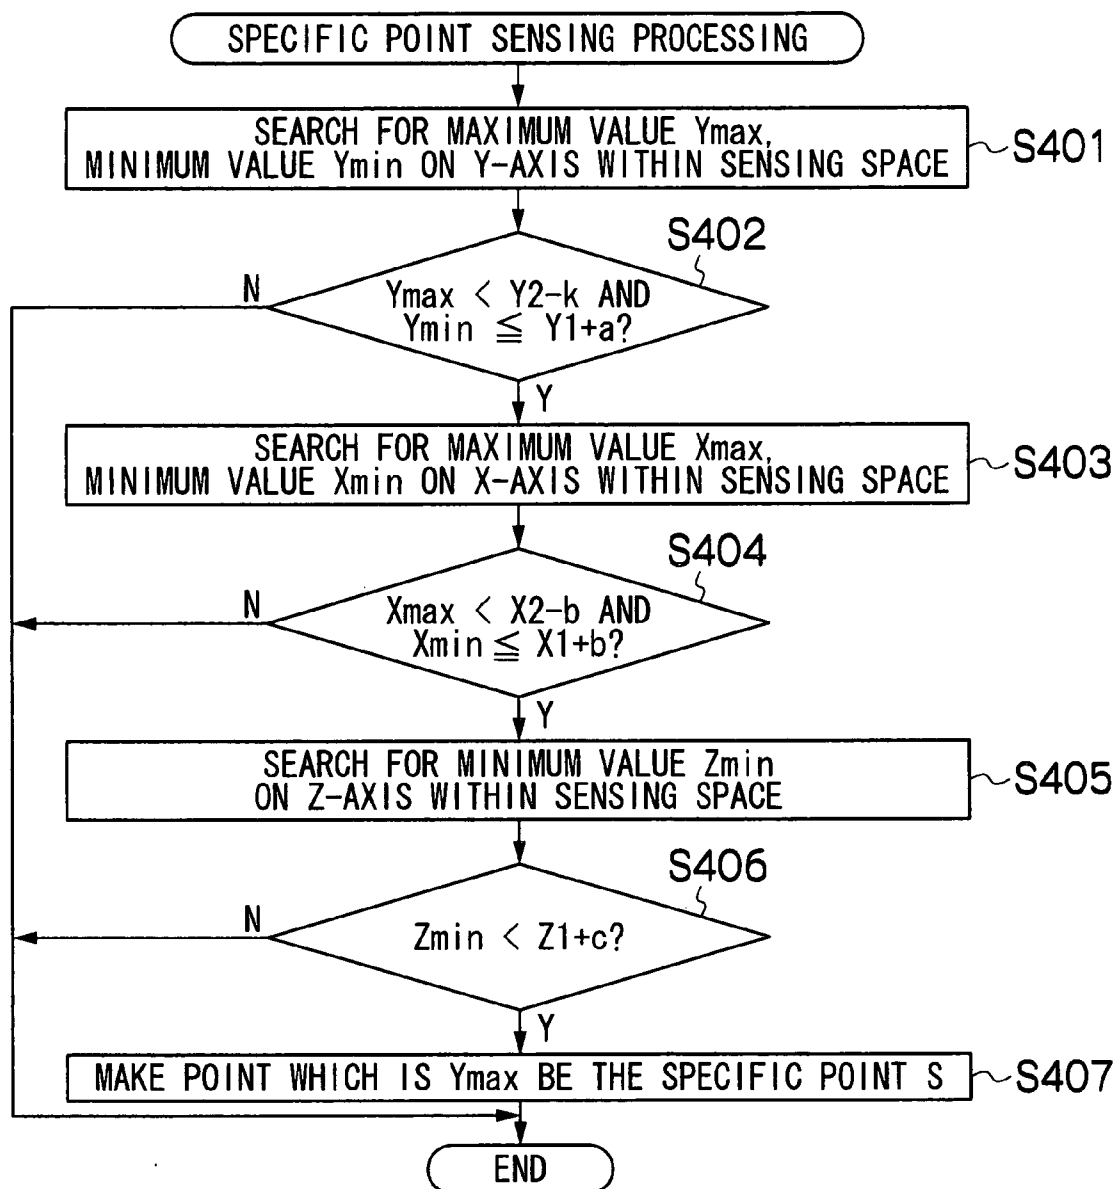 SPECIFIC POINT SENSING PROCESSING
SEARCH FOR MAXIMUM VALUE Ymax,
MINIMUM VALUE Ymin ON Y-AXIS WITHIN SENSING SPACE
S401
S402
N
Ymax < Y2-k AND
Ymin ≦ Y1+a?
Y
SEARCH FOR MAXIMUM VALUE Xmax,
MINIMUM VALUE Xmin ON X-AXIS WITHIN SENSING SPACE
S403
S404
N
Xmax < X2-b AND
Xmin ≦ X1+b?
Y
SEARCH FOR MINIMUM VALUE Zmin
ON Z-AXIS WITHIN SENSING SPACE
S405
S406
N
Zmin < Z1+c?
Y
MAKE POINT WHICH IS Ymax BE THE SPECIFIC POINT S
S407
END